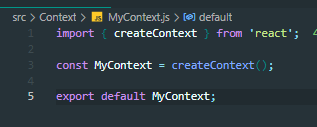 src > Context > MyContext.js > default
1 import { createContext } from 'react'; 4
2
3 const MyContext = createContext();
4
5 export default MyContext;